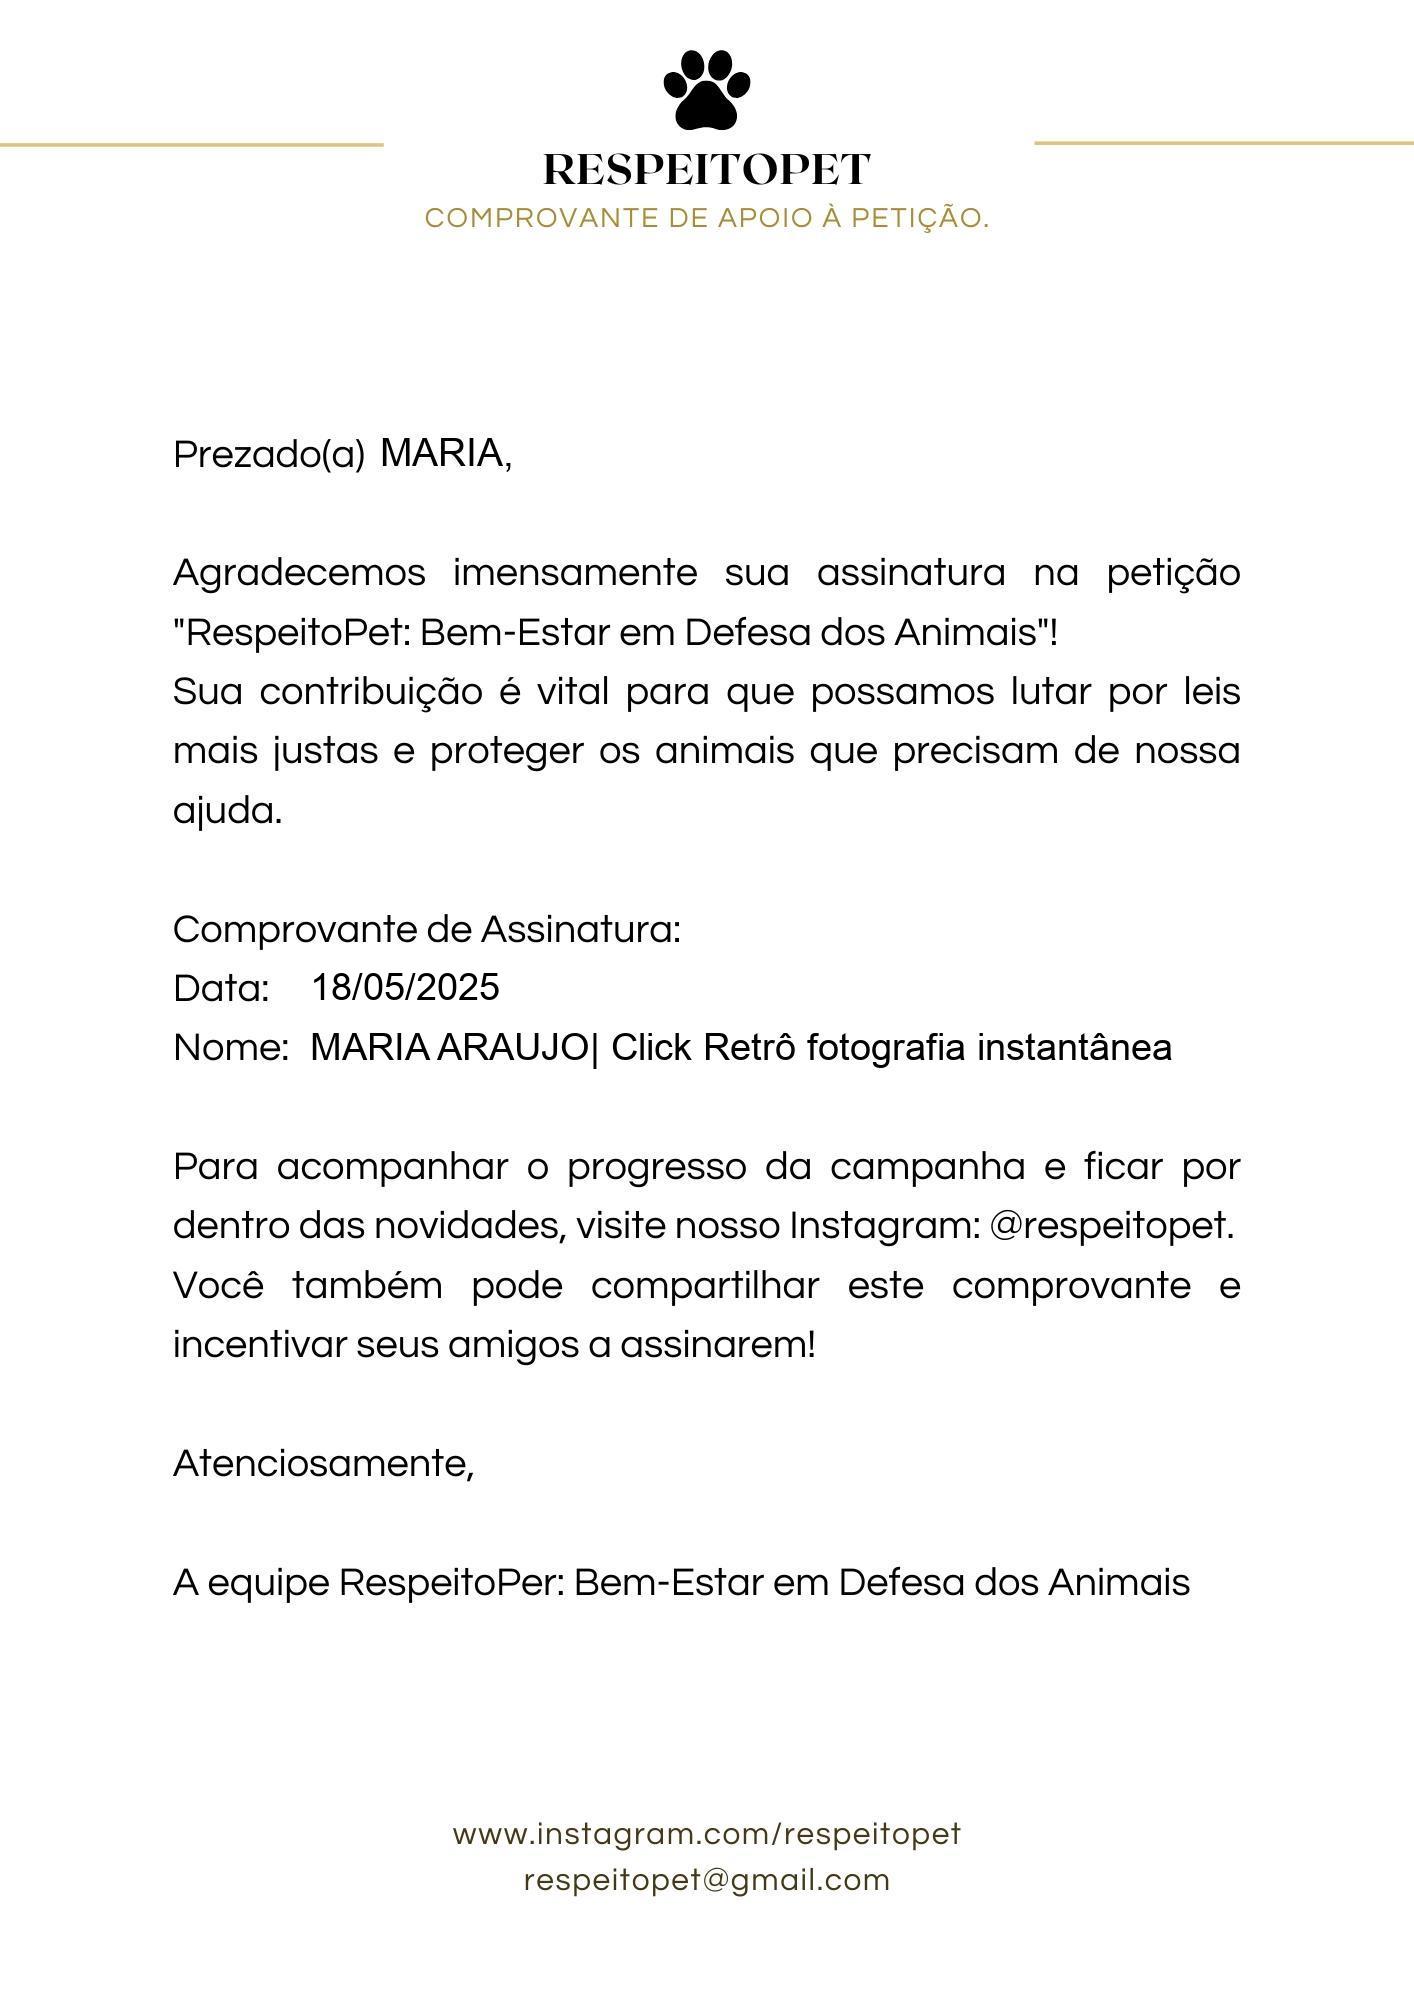 RESPEITOPET
COMPROVANTE DE APOIO À PETIÇÃO.
Prezado(a) MARIA,
Agradecemos imensamente sua assinatura na petição
"RespeitoPet: Bem-Estar em Defesa dos Animais"!
Sua contribuição é vital para que possamos lutar por leis
mais justas e proteger os animais que precisam de nossa
ajuda.
Comprovante de Assinatura:
Data: 18/05/2025
Nome: MARIA ARAUJO| Click Retrô fotografia instantânea
Para acompanhar o progresso da campanha e ficar por
dentro das novidades, visite nosso Instagram: @respeitopet.
Você também pode compartilhar este comprovante e
incentivar seus amigos a assinarem!
Atenciosamente,
A equipe RespeitoPer: Bem-Estar em Defesa dos Animais
www.instagram.com/respeitopet
respeitopet@gmail.com